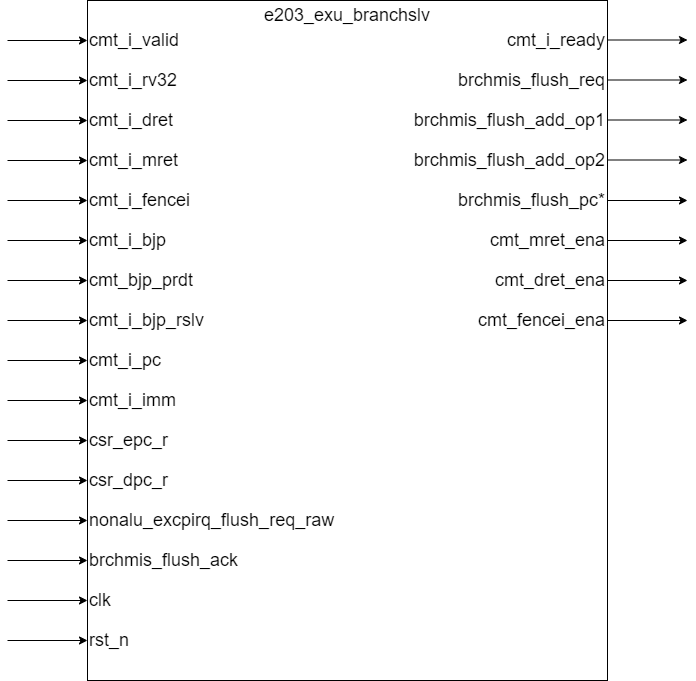 e203_exu_branchslv
cmt_i_valid
cmt_i_ready
cmt_i_rv32
brchmis_flush_req
cmt_i_dret
brchmis_flush_add_op1
cmt_i_mret
brchmis_flush_add_op2
cmt_i_fencei
brchmis_flush_pc*
cmt_i_bjp
cmt_mret_ena
cmt_bjp_prdt
cmt_dret_ena
cmt_i_bjp_rslv
cmt_fencei_ena
cmt_i_pc
cmt_i_imm
csr_epc_r
csr_dpc_r
nonalu_excpirq_flush_req_raw
brchmis_flush_ack
clk
rst_n